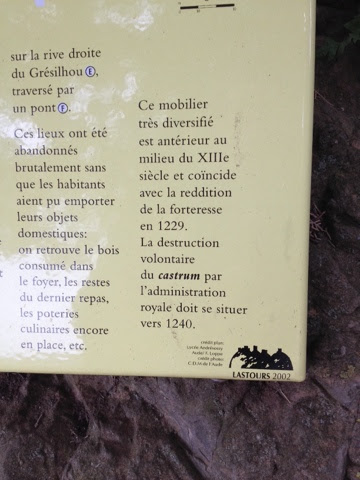 sur la rive droite
du Grésilhou E,
traversé par
un pont F.
Ces lieux ont été
abandonnés
brutalement sans
que les habitants
aient pu emporter
leurs objets
domestiques:
on retrouve le bois
consumé dans
le foyer, les restes
du dernier repas,
les poteries
culinaires encore
en place, etc.
Ce mobilier
très diversifié
est antérieur au
milieu du XIIIe
siècle et coïncide
avec la reddition
de la forteresse
en 1229.
La destruction
volontaire
du castrum par
l'administration
royale doit se situer
vers 1240.
crédit plan:
crédit photo:
LASTOURS 2002